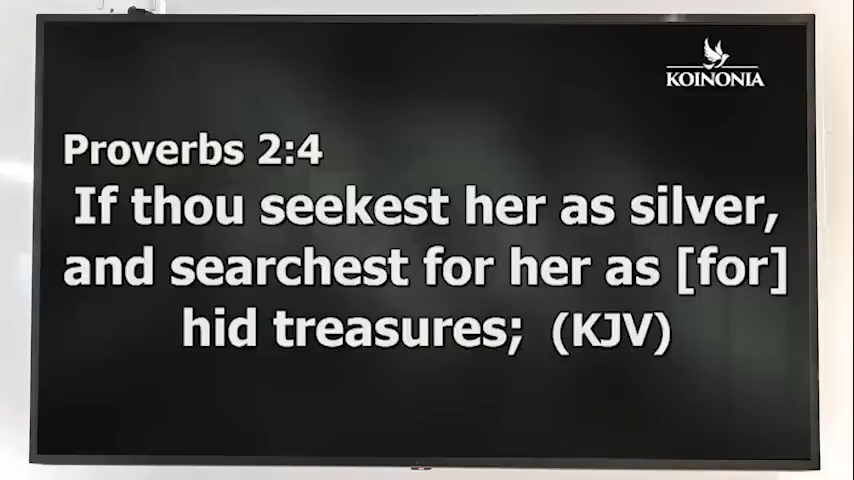 KOINONIA
Proverbs 2:4
If thou seekest her as silver,
and searchest for her as [for]
hid treasures; (KJV)